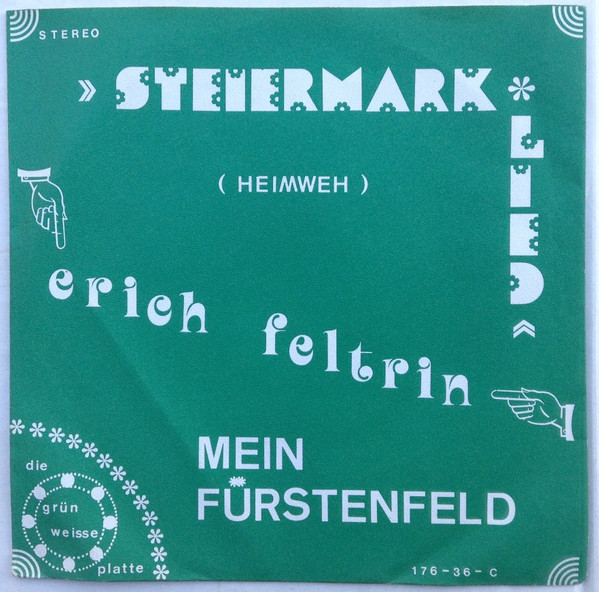 STEREO
» STEIERMARK * LIED «
( HEIMWEH )
erich feltrin
MEIN
FÜRSTENFELD
die
grün
weisse
platte
176-36-C